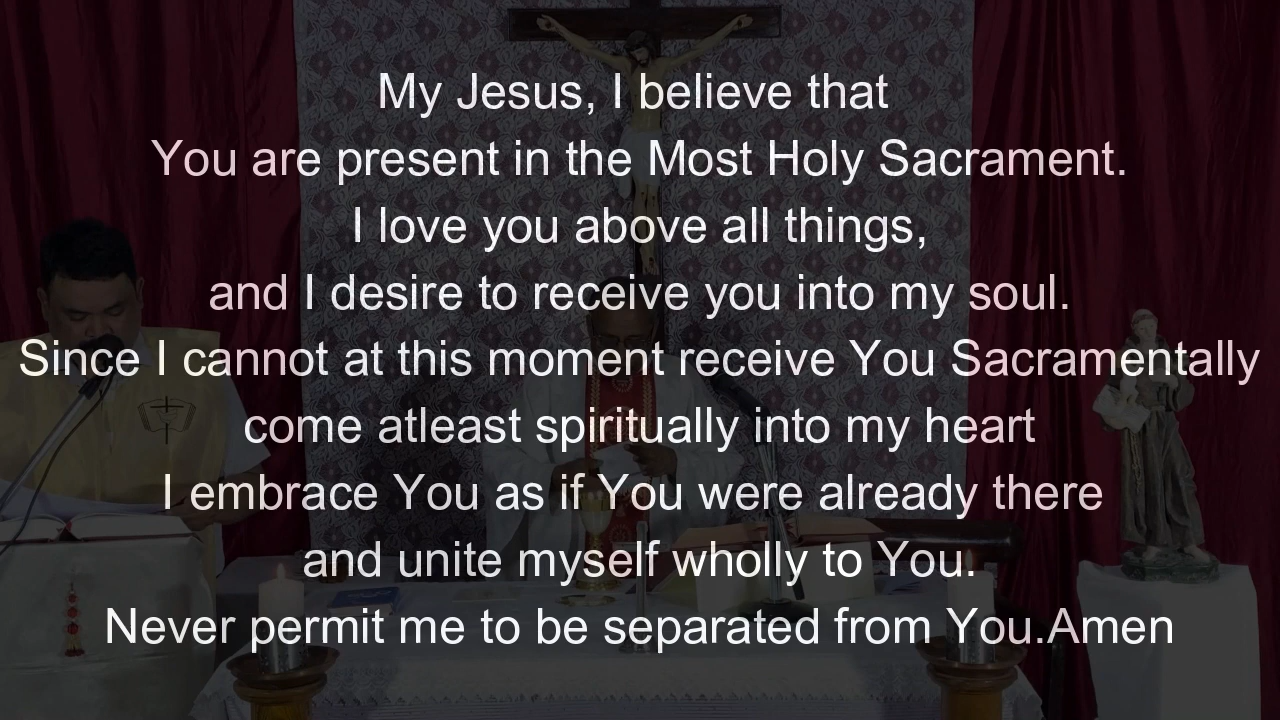 My Jesus, I believe that
You are present in the Most Holy Sacrament.
I love you above all things,
and I desire to receive you into my soul.
Since I cannot at this moment receive You Sacramentally
come atleast spiritually into my heart
I embrace You as if You were already there
and unite myself wholly to You.
Never permit me to be separated from You.Amen